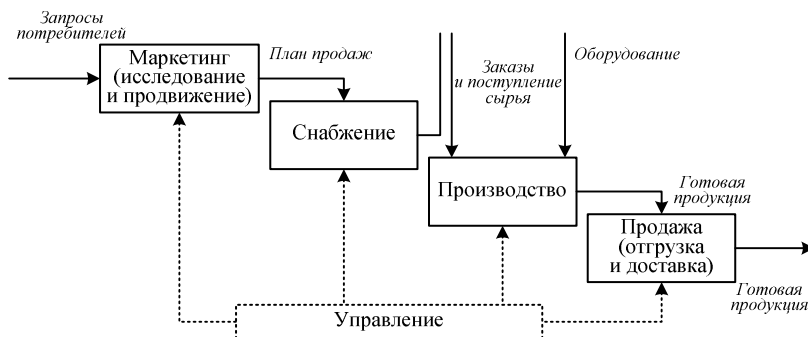 Запросы
потребителей
Маркетинг
(исследование
и продвижение)
План продаж
Снабжение
Заказы
и поступление
сырья
Оборудование
Производство
Готовая
продукция
Продажа
(отгрузка
и доставка)
Готовая
продукция
Управление